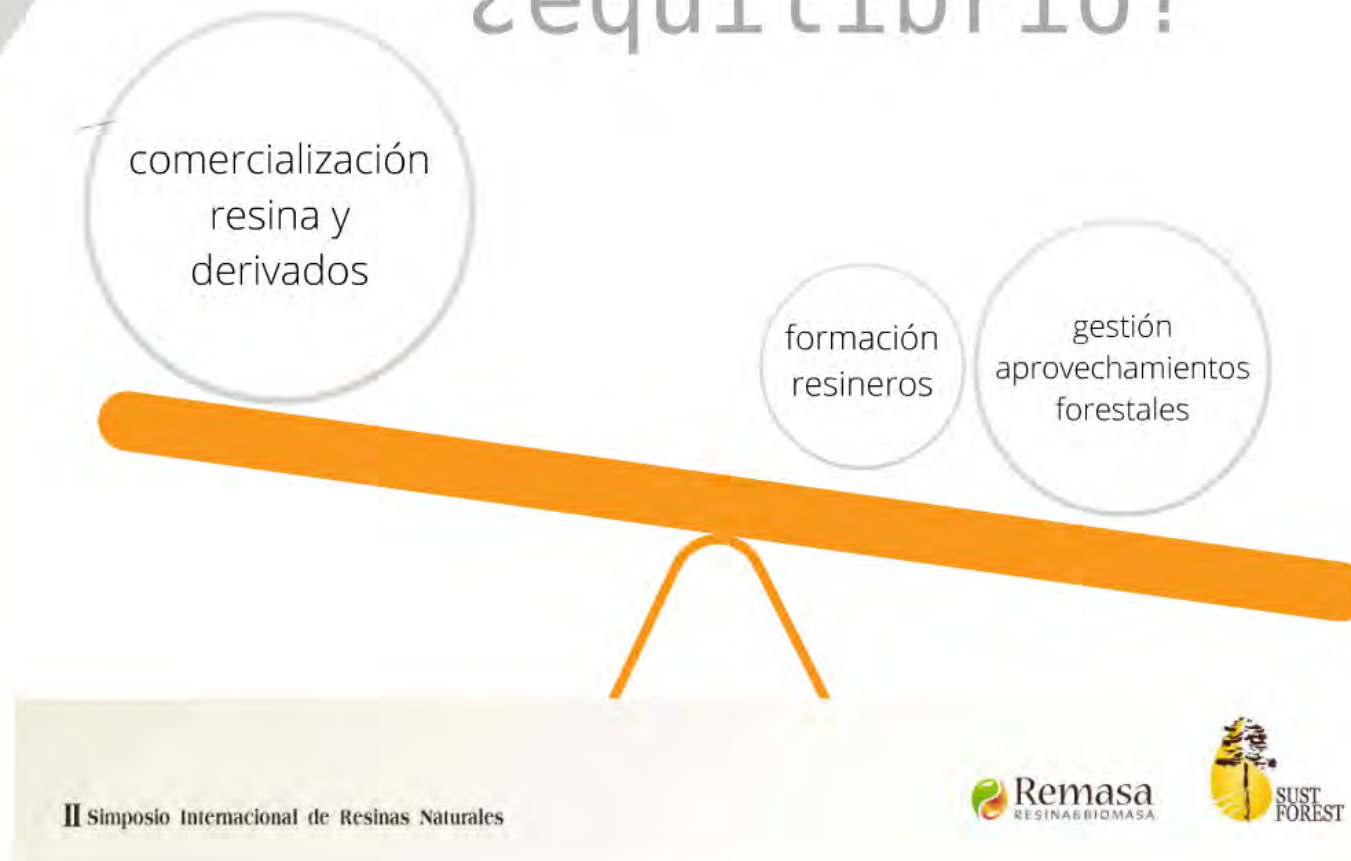 ¿equilibrio?
comercialización
resina y
derivados
formación
resineros
gestión
aprovechamientos
forestales
II Simposio Internacional de Resinas Naturales
Remasa
RESINA&BIOMASA
SUST
FOREST